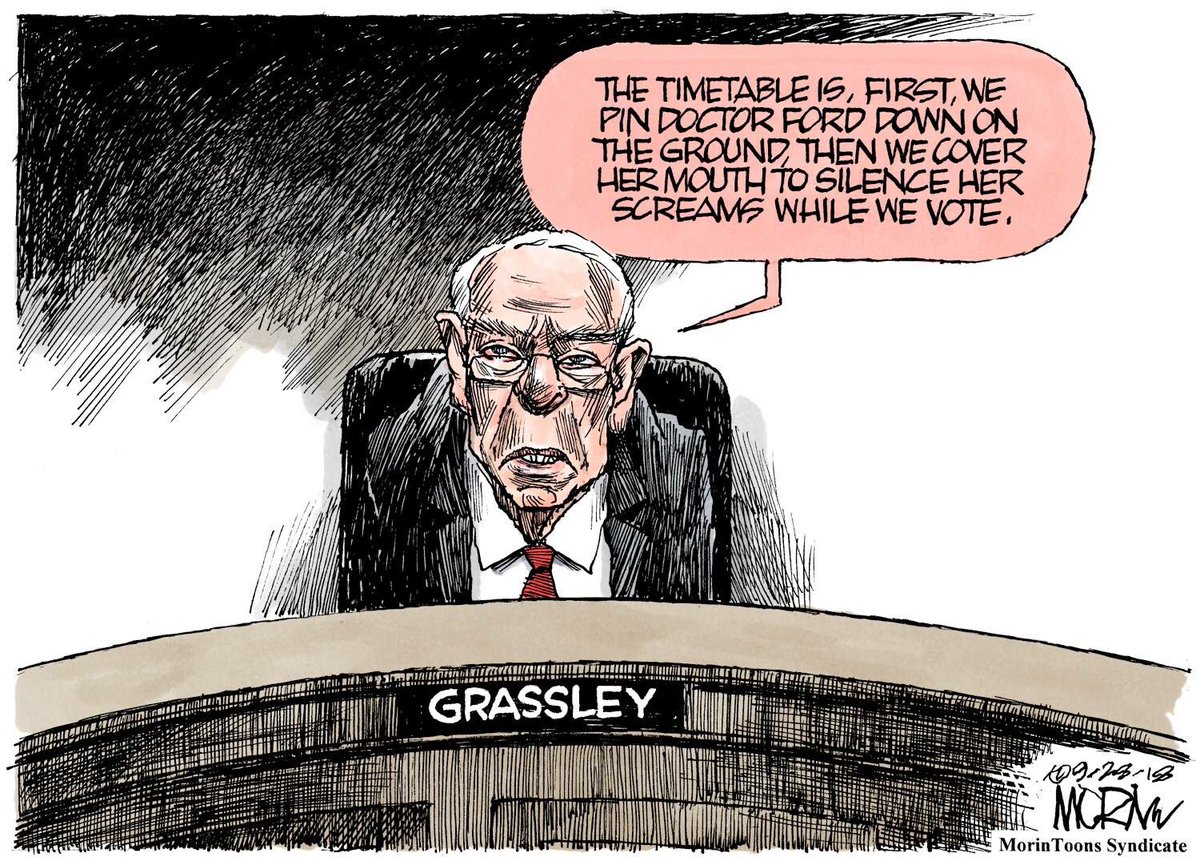 THE TIMETABLE IS, FIRST, WE
PIN DOCTOR FORD DOWN ON
THE GROUND, THEN WE COVER
HER MOUTH TO SILENCE HER
SCREAMS WHILE WE VOTE.
GRASSLEY
MORIN
MorinToons Syndicate